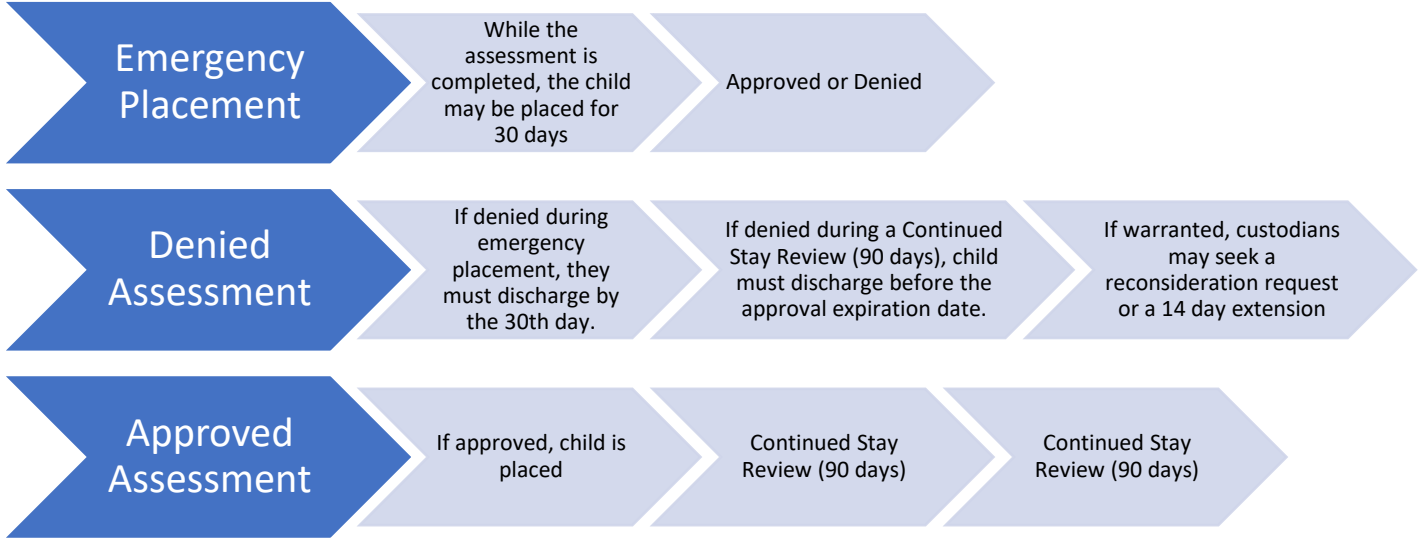 Emergency
Placement
While the
assessment is
completed, the child
may be placed for
30 days
Approved or Denied
Denied
Assessment
If denied during
emergency
placement, they
must discharge by
the 30th day.
If denied during a Continued
Stay Review (90 days), child
must discharge before the
approval expiration date.
If warranted, custodians
may seek a
reconsideration request
or a 14 day extension
Approved
Assessment
If approved, child is
placed
Continued Stay
Review (90 days)
Continued Stay
Review (90 days)